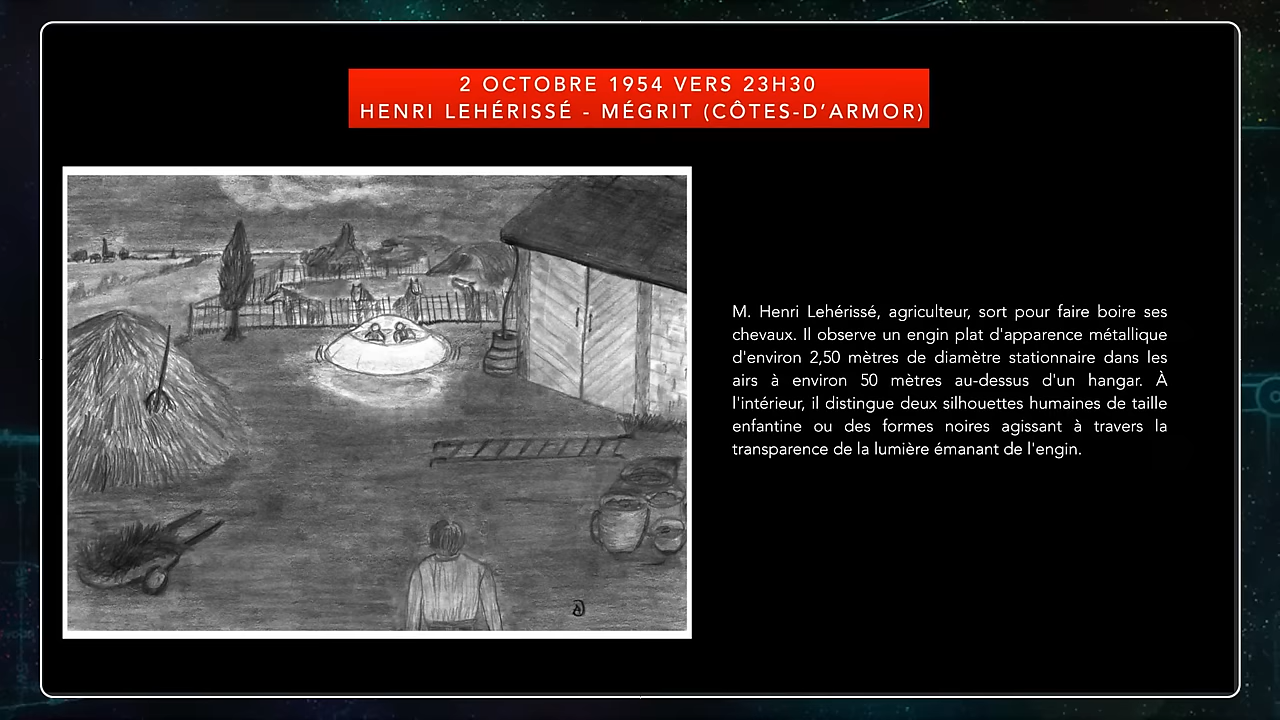 2 OCTOBRE 1954 VERS 23H30
HENRI LEHÉRISSÉ - MÉGRIT (CÔTES-D’ARMOR)
M. Henri Lehérissé, agriculteur, sort pour faire boire ses
chevaux. Il observe un engin plat d'apparence métallique
d'environ 2,50 mètres de diamètre stationnaire dans les
airs à environ 50 mètres au-dessus d'un hangar. À
l'intérieur, il distingue deux silhouettes humaines de taille
enfantine ou des formes noires agissant à travers la
transparence de la lumière émanant de l'engin.